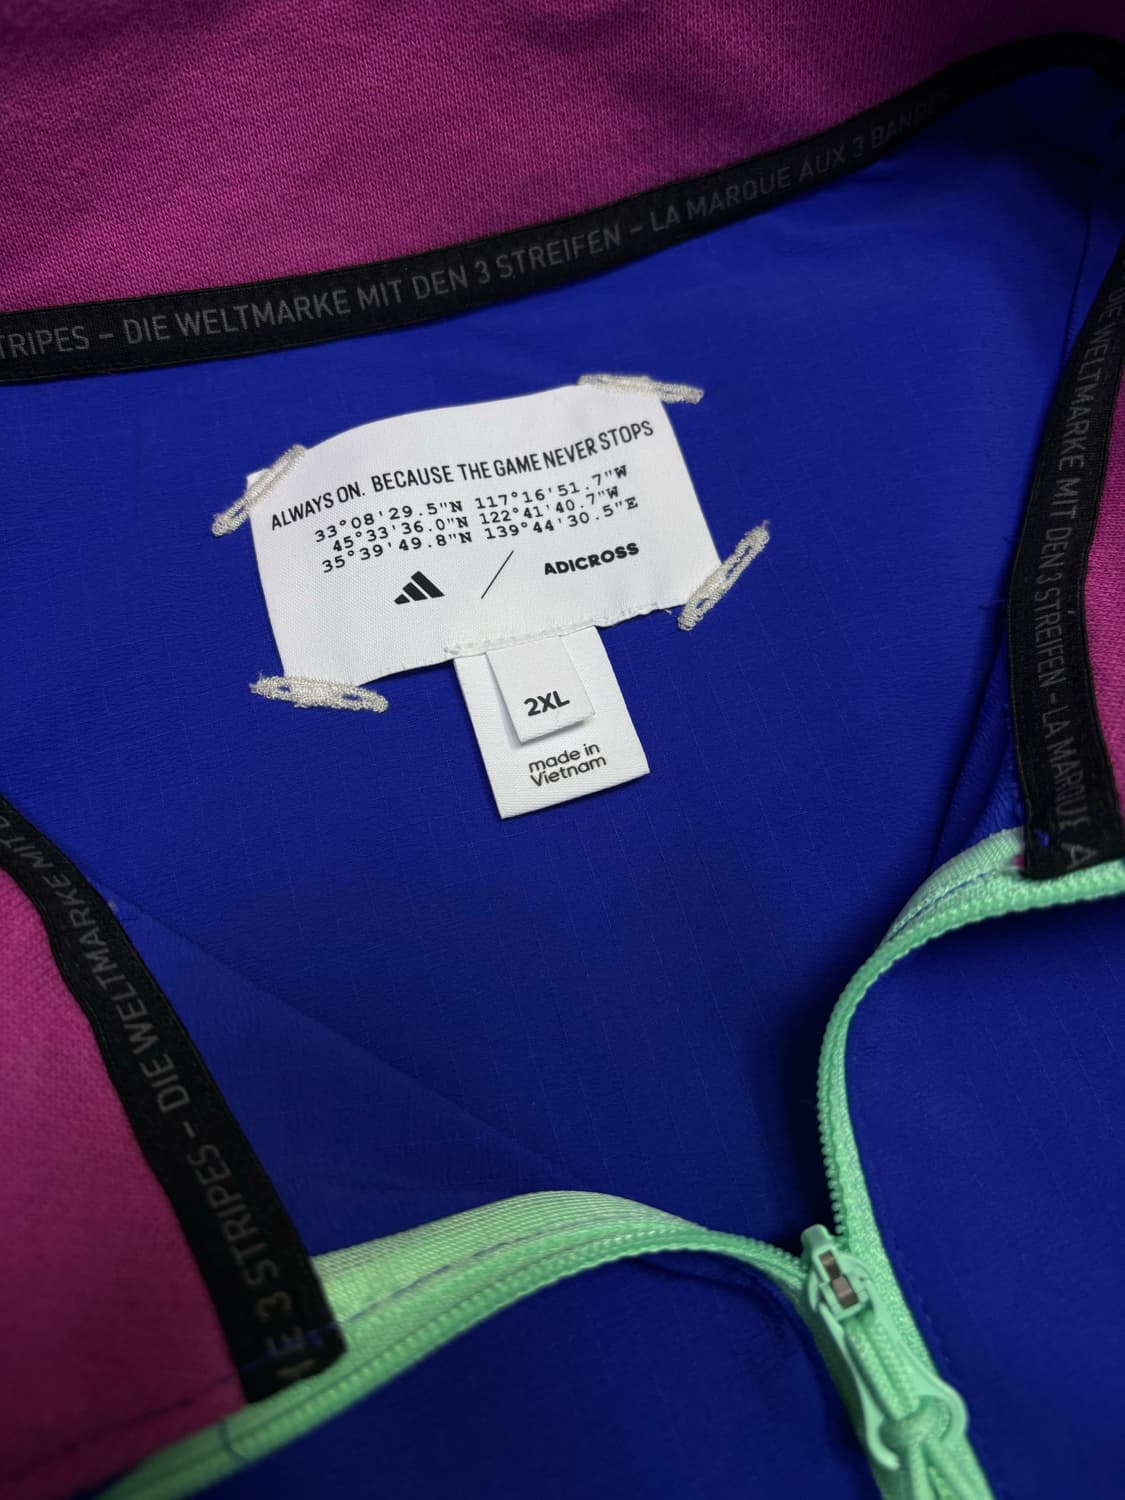 TRIPES – DIE WELTMARKE MIT DEN 3 STREIFEN – LA MARQUE AUX 3 BANDES
ALWAYS ON. BECAUSE THE GAME NEVER STOPS
33°08'29.5"N 117°16'51.7"W
45°33'36.0"N 122°41'40.7"W
35°39'49.8"N 139°44'30.5"E
ADICROSS
2XL
made in
Vietnam
DIE WELTMARKE MIT DEN 3 STREIFEN – LA MARQUE A
HE 3 STRIPES – DIE WELTMARKE MIT D